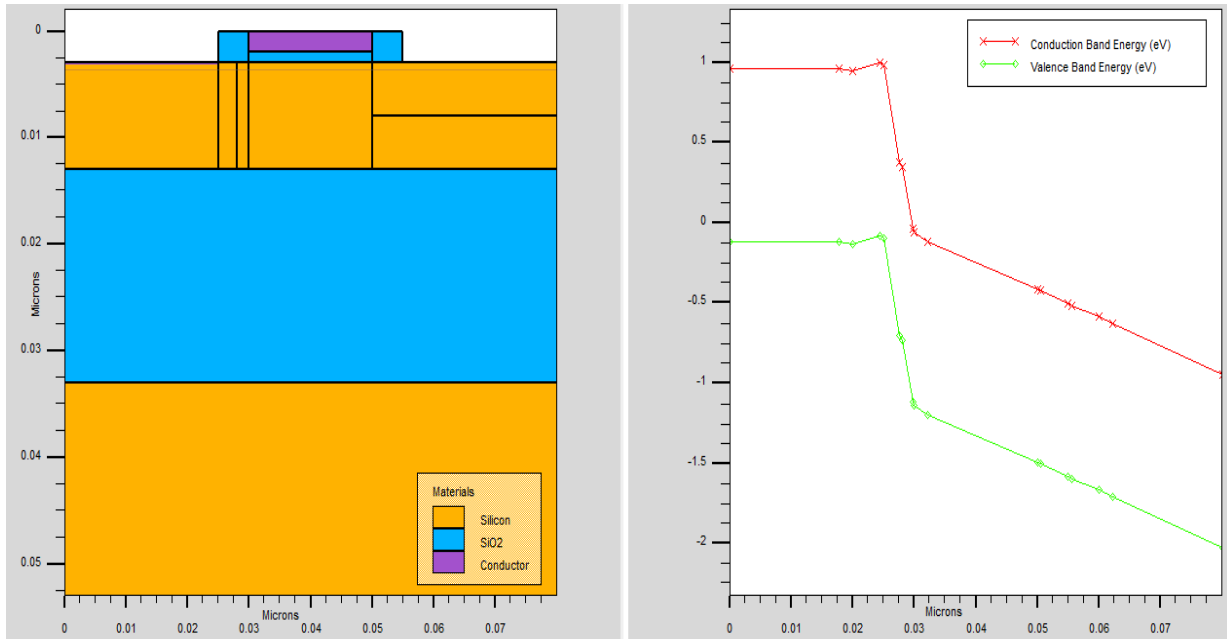 0
0.01
0.02
0.03
0.04
0.05
Microns
Materials
Silicon
SiO2
Conductor
Microns
0 0.01 0.02 0.03 0.04 0.05 0.06 0.07
Conduction Band Energy (eV)
Valence Band Energy (eV)
1
0.5
0
-0.5
-1
-1.5
-2
Microns
0 0.01 0.02 0.03 0.04 0.05 0.06 0.07